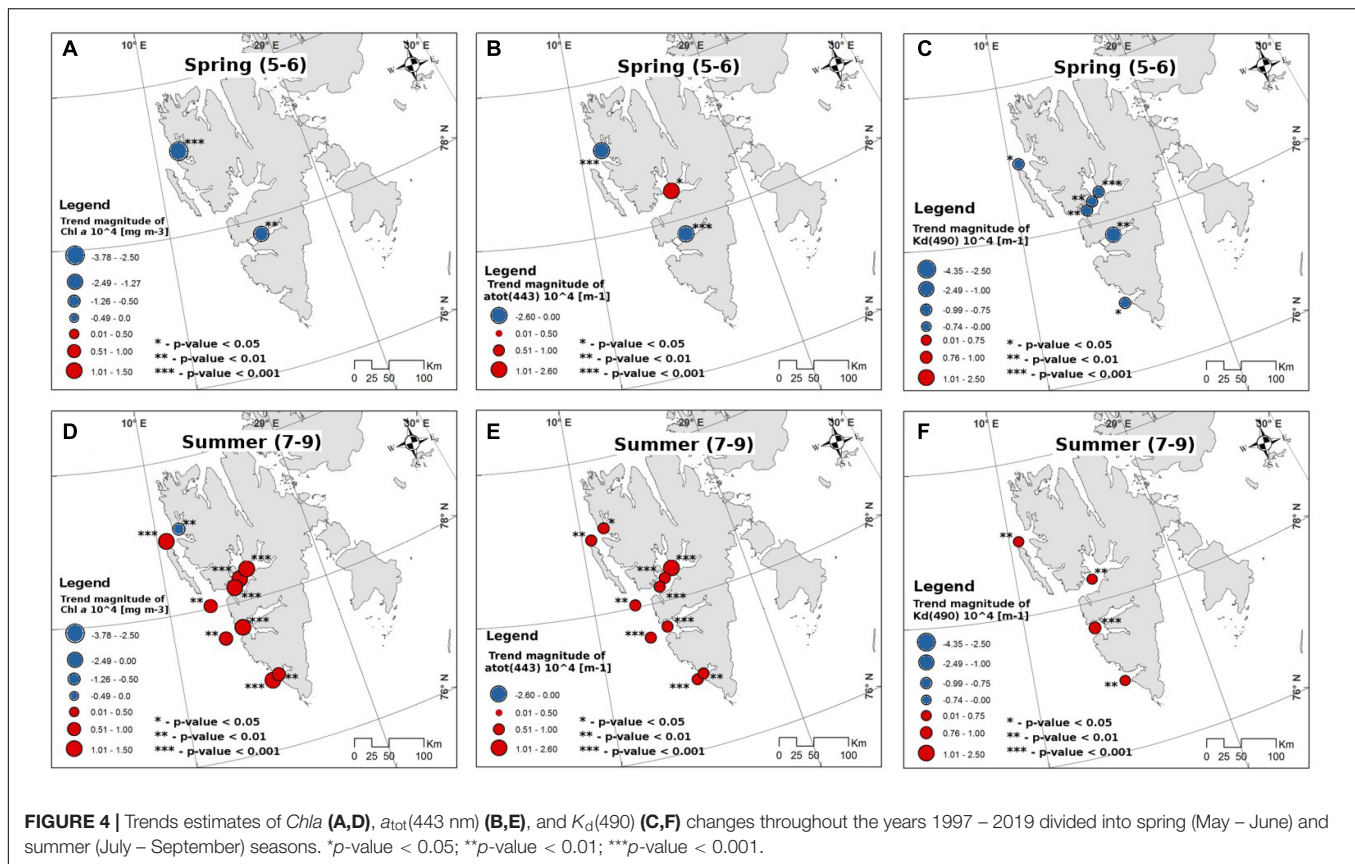 A
10° E
20° E
30° E
Spring (5-6)
N
E
W
S
***
78° N
**
76° N
Legend
Trend magnitude of
Chl a 10^4 [mg m-3]
-3.78 - -2.50
-2.49 - -1.27
-1.26 - -0.50
-0.49 - 0.0
0.01 - 0.50
0.51 - 1.00
1.01 - 1.50
* - p-value < 0.05
** - p-value < 0.01
*** - p-value < 0.001
Km
0 25 50 100
B
10° E
20° E
30° E
Spring (5-6)
W
S
***
*
78° N
***
76° N
Legend
Trend magnitude of
atot(443) 10^4 [m-1]
-2.60 - 0.00
0.01 - 0.50
0.51 - 1.00
1.01 - 2.60
* - p-value < 0.05
** - p-value < 0.01
*** - p-value < 0.001
Km
0 25 50 100
C
10° E
20° E
30° E
Spring (5-6)
W
S
*
***
**
**
78° N
**
*
76° N
Legend
Trend magnitude of
Kd(490) 10^4 [m-1]
-4.35 - -2.50
-2.49 - -1.00
-0.99 - -0.75
-0.74 - -0.00
0.01 - 0.75
0.76 - 1.00
1.01 - 2.50
* - p-value < 0.05
** - p-value < 0.01
*** - p-value < 0.001
Km
0 25 50 100
D
10° E
20° E
30° E
Summer (7-9)
W
S
**
***
78° N
***
***
***
**
***
**
**
***
76° N
Legend
Trend magnitude of
Chl a 10^4 [mg m-3]
-3.78 - -2.50
-2.49 - 0.00
-1.26 - -0.50
-0.49 - 0.0
0.01 - 0.50
0.51 - 1.00
1.01 - 1.50
* - p-value < 0.05
** - p-value < 0.01
*** - p-value < 0.001
Km
0 25 50 100
E
10° E
20° E
30° E
Summer (7-9)
W
S
*
**
78° N
***
***
***
**
***
***
**
***
76° N
Legend
Trend magnitude of
atot(443) 10^4 [m-1]
-2.60 - 0.00
0.01 - 0.50
0.51 - 1.00
1.01 - 2.60
* - p-value < 0.05
** - p-value < 0.01
*** - p-value < 0.001
Km
0 25 50 100
F
10° E
20° E
30° E
Summer (7-9)
W
S
**
78° N
**
***
**
76° N
Legend
Trend magnitude of
Kd(490) 10^4 [m-1]
-4.35 - -2.50
-2.49 - -1.00
-0.99 - -0.75
-0.74 - -0.00
0.01 - 0.75
0.76 - 1.00
1.01 - 2.50
* - p-value < 0.05
** - p-value < 0.01
*** - p-value < 0.001
Km
0 25 50 100
FIGURE 4 | Trends estimates of Chla (A,D), atot(443 nm) (B,E), and Kd(490) (C,F) changes throughout the years 1997 – 2019 divided into spring (May – June) and
summer (July – September) seasons. *p-value < 0.05; **p-value < 0.01; ***p-value < 0.001.